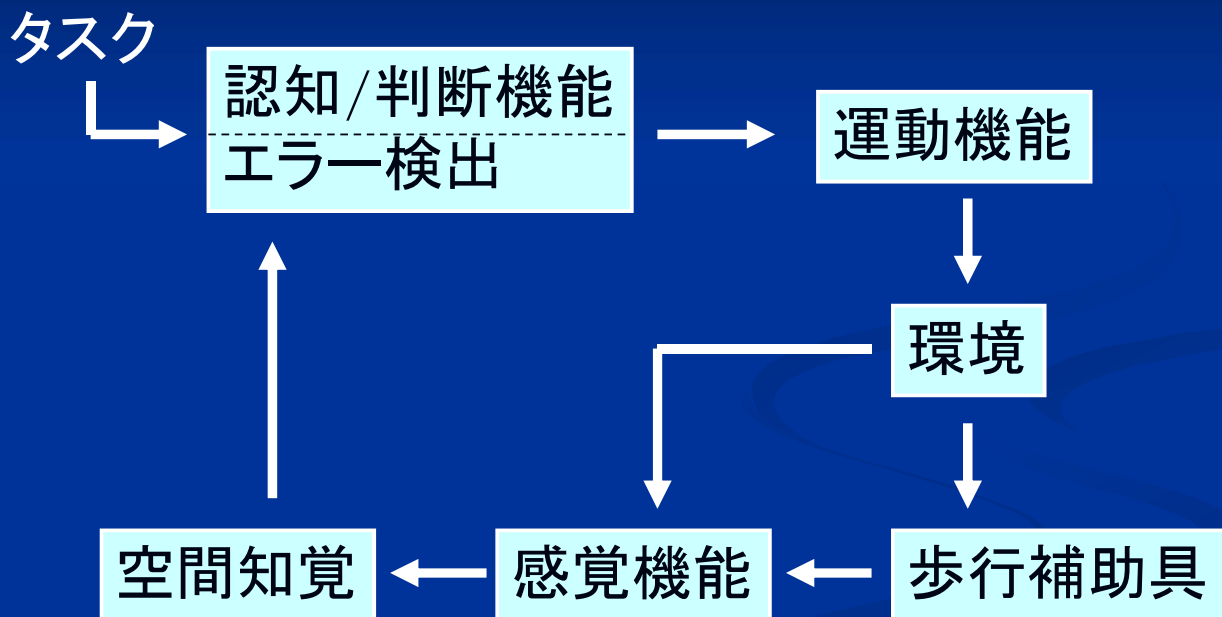 タスク
認知/判断機能
エラー検出
運動機能
環境
空間知覚
感覚機能
歩行補助具